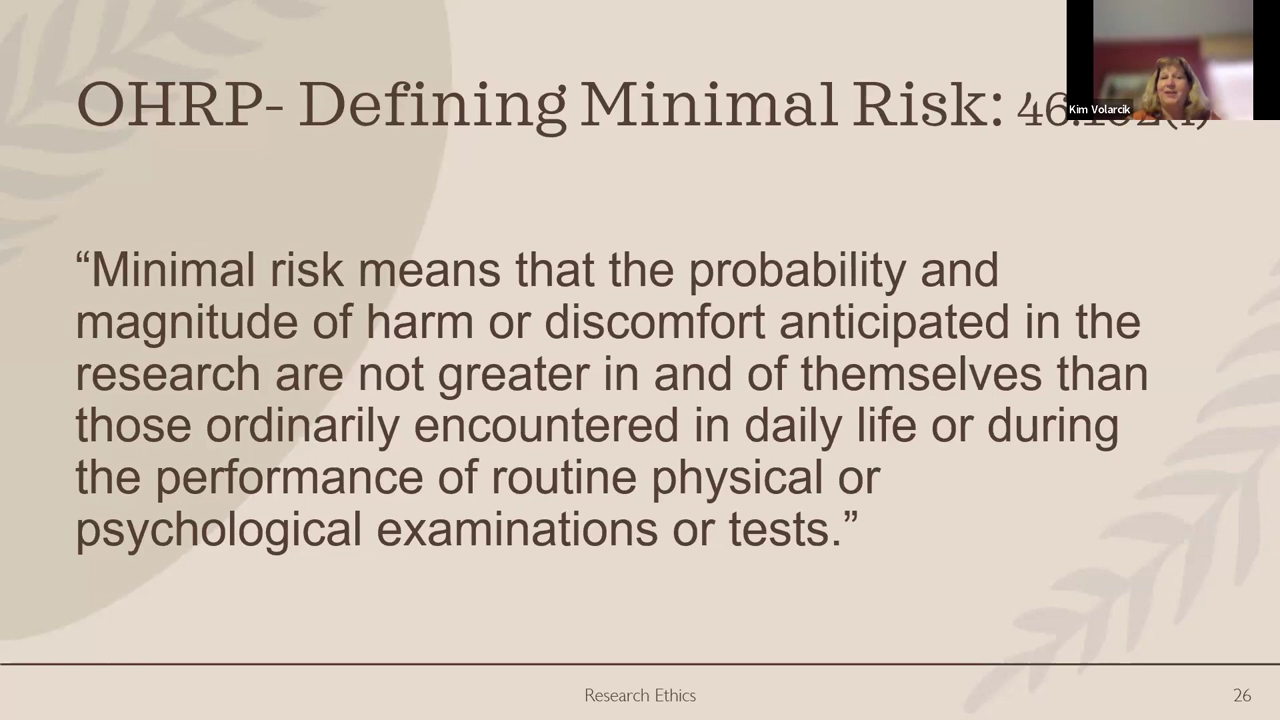 OHRP- Defining Minimal Risk: 46.102(i)
Kim Volarcik
“Minimal risk means that the probability and
magnitude of harm or discomfort anticipated in the
research are not greater in and of themselves than
those ordinarily encountered in daily life or during
the performance of routine physical or
psychological examinations or tests.”
Research Ethics
26